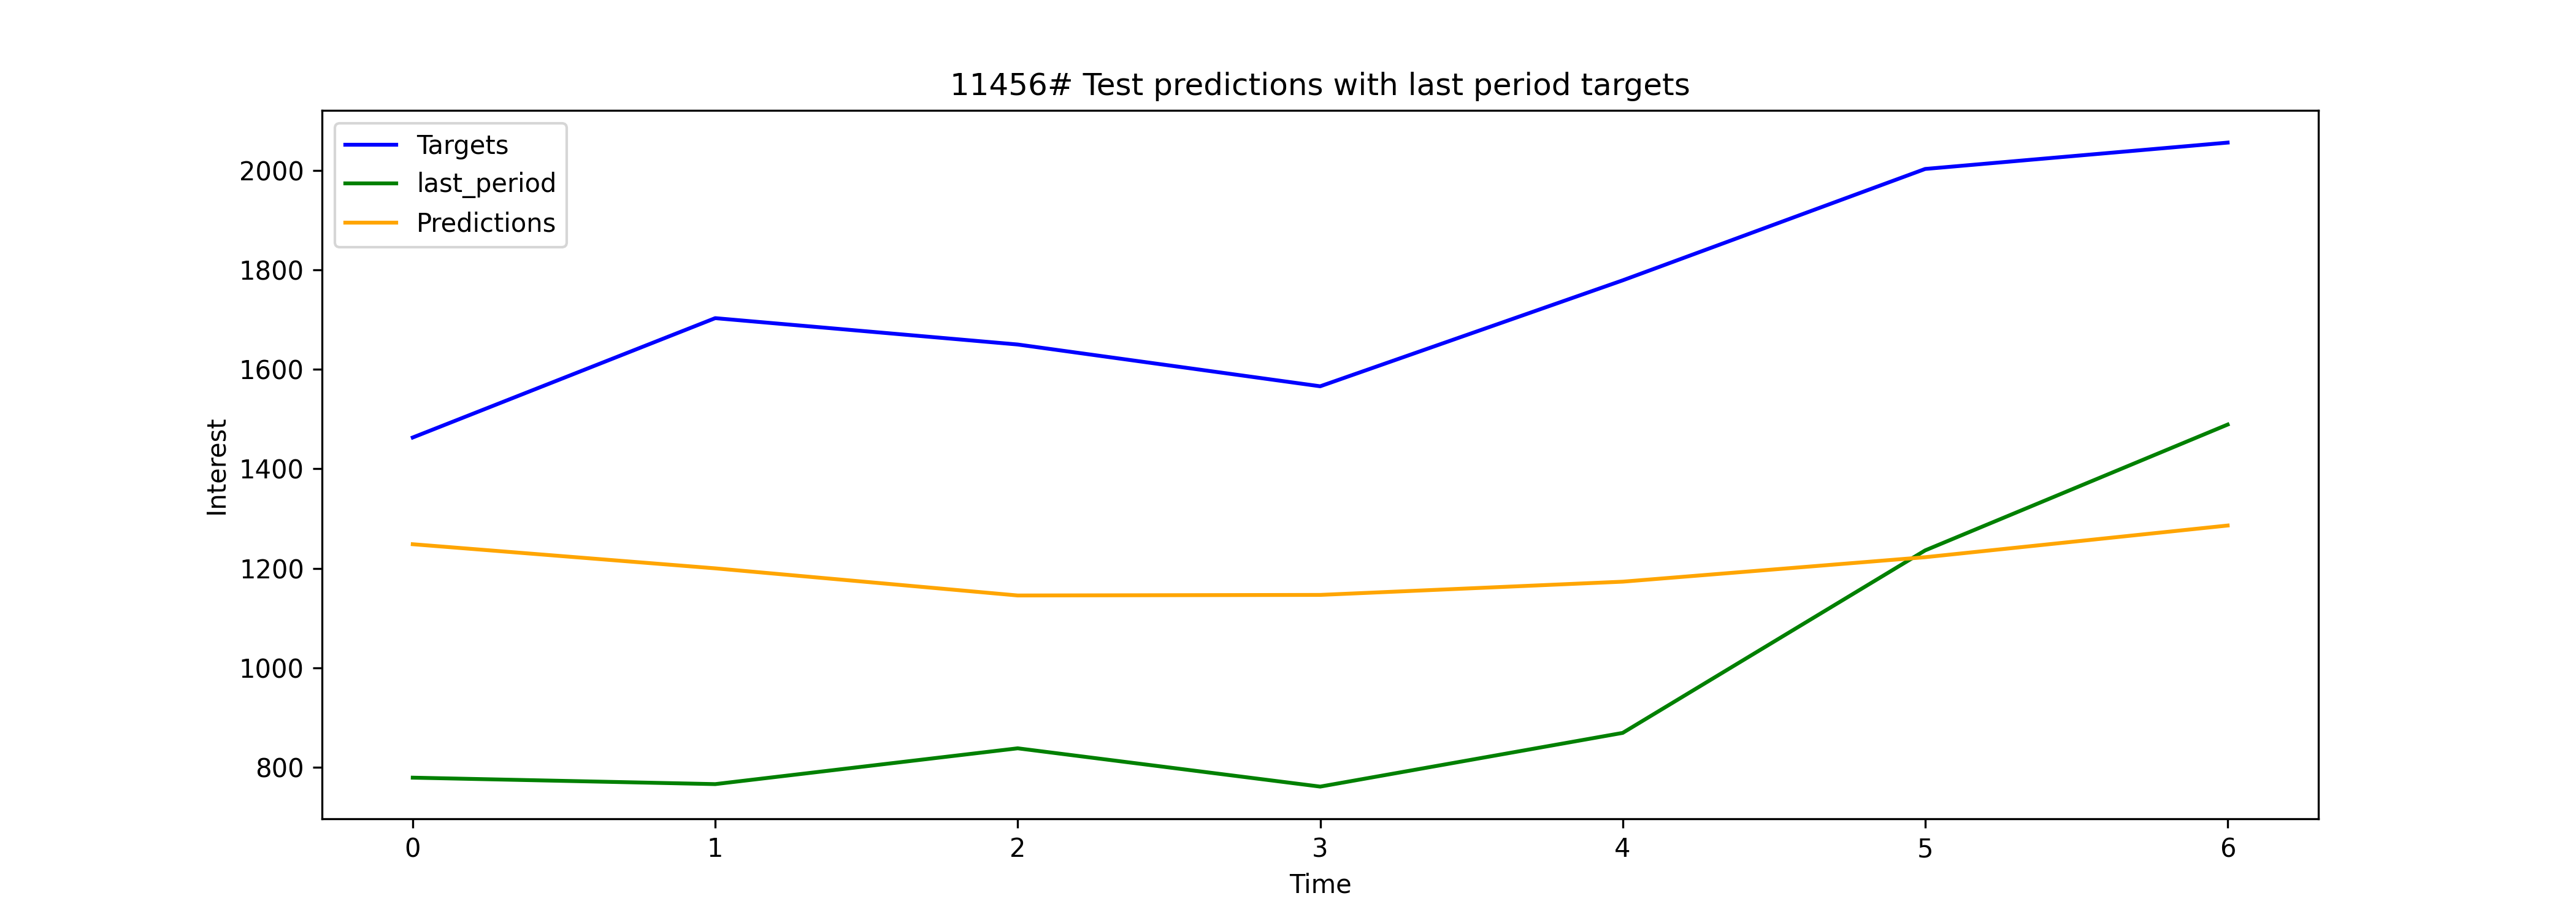 11456# Test predictions with last period targets
Targets
last_period
Predictions
2000
1800
1600
1400
1200
1000
800
Interest
0 1 2 3 4 5 6
Time